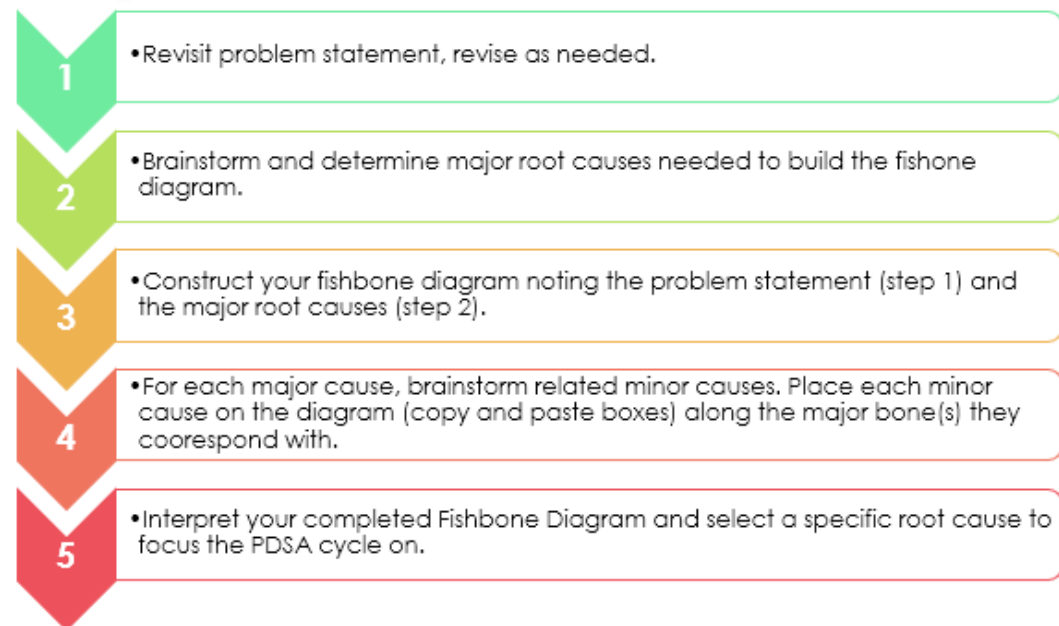 1
•Revisit problem statement, revise as needed.
2
•Brainstorm and determine major root causes needed to build the fishone
diagram.
3
•Construct your fishbone diagram noting the problem statement (step 1) and
the major root causes (step 2).
4
•For each major cause, brainstorm related minor causes. Place each minor
cause on the diagram (copy and paste boxes) along the major bone(s) they
coorespond with.
5
•Interpret your completed Fishbone Diagram and select a specific root cause to
focus the PDSA cycle on.